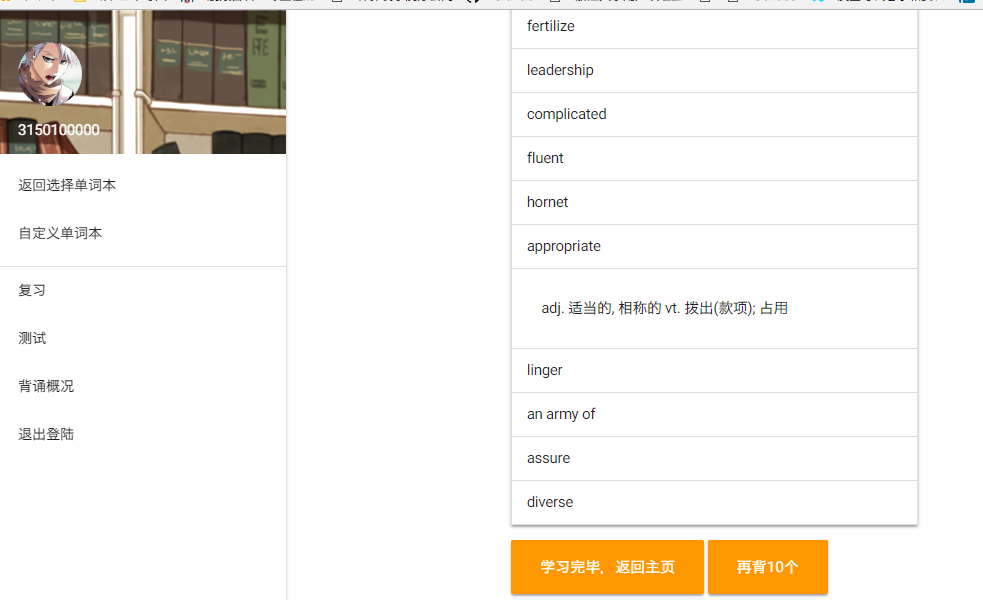 3150100000
返回选择单词本
自定义单词本
复习
测试
背诵概况
退出登陆
fertilize
leadership
complicated
fluent
hornet
appropriate
adj. 适当的, 相称的 vt. 拨出(款项); 占用
linger
an army of
assure
diverse
学习完毕，返回主页
再背10个